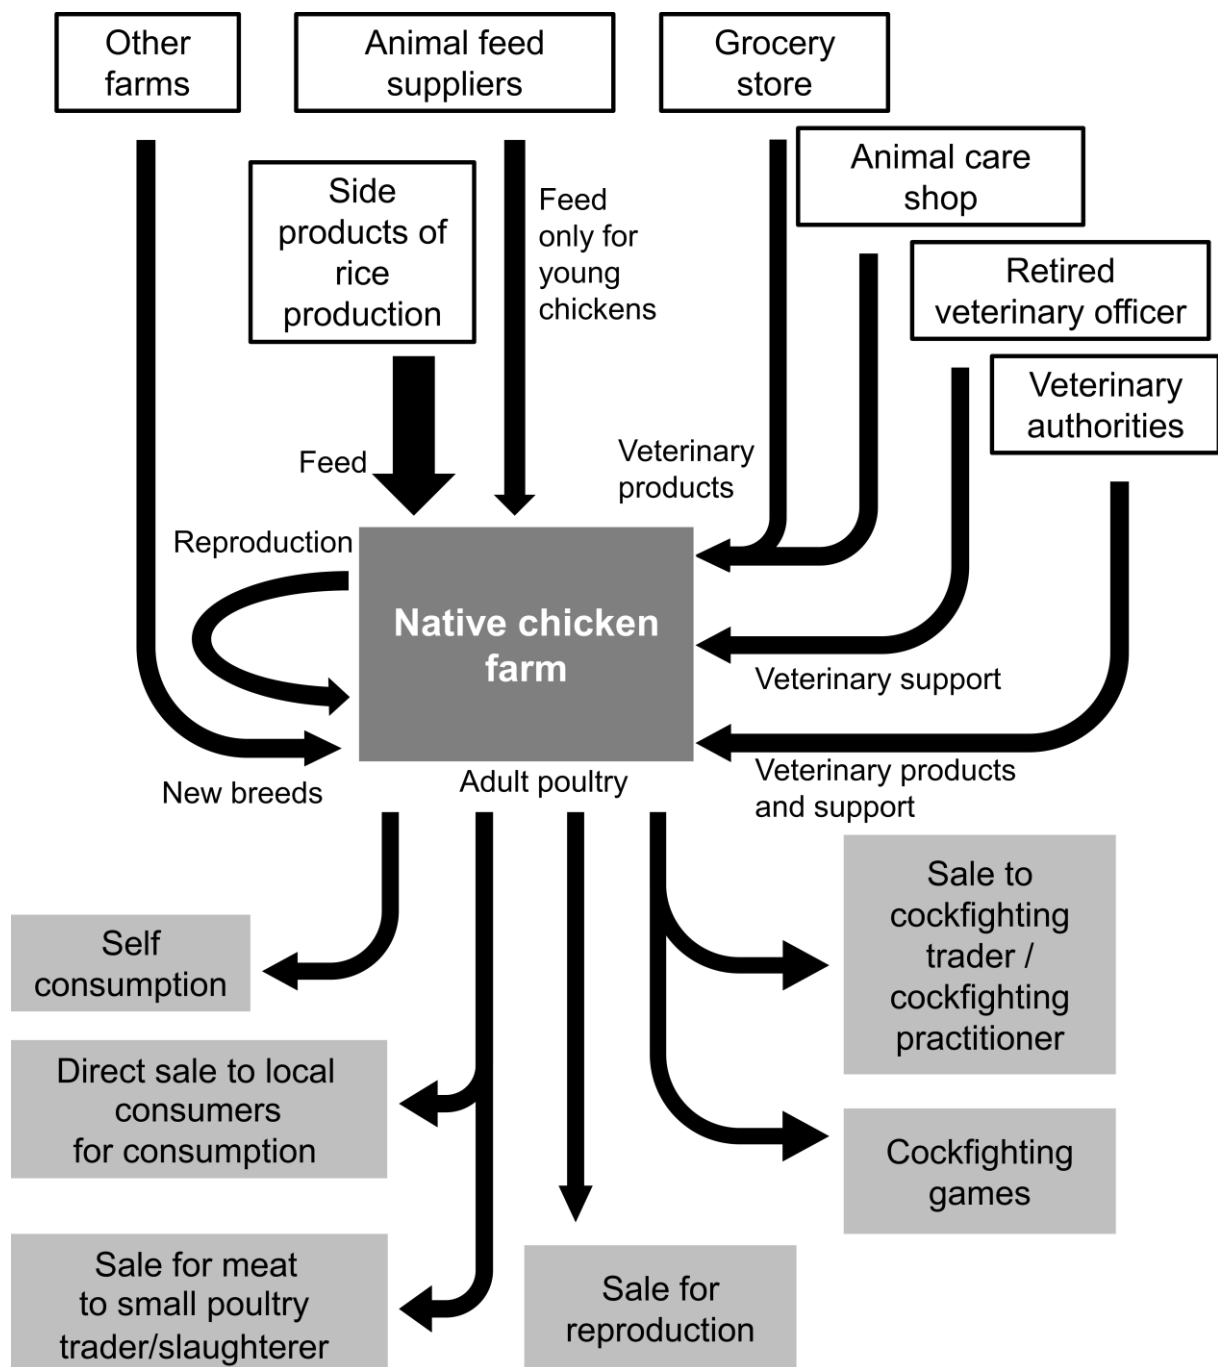 Other
farms
Animal feed
suppliers
Grocery
store
Animal care
shop
Side
products of
rice
production
Feed
only for
young
chickens
Retired
veterinary officer
Veterinary
authorities
Feed
Veterinary
products
Reproduction
Native chicken
farm
Veterinary support
New breeds
Adult poultry
Veterinary products
and support
Self
consumption
Sale to
cockfighting
trader /
cockfighting
practitioner
Direct sale to local
consumers
for consumption
Cockfighting
games
Sale for meat
to small poultry
trader/slaughterer
Sale for
reproduction